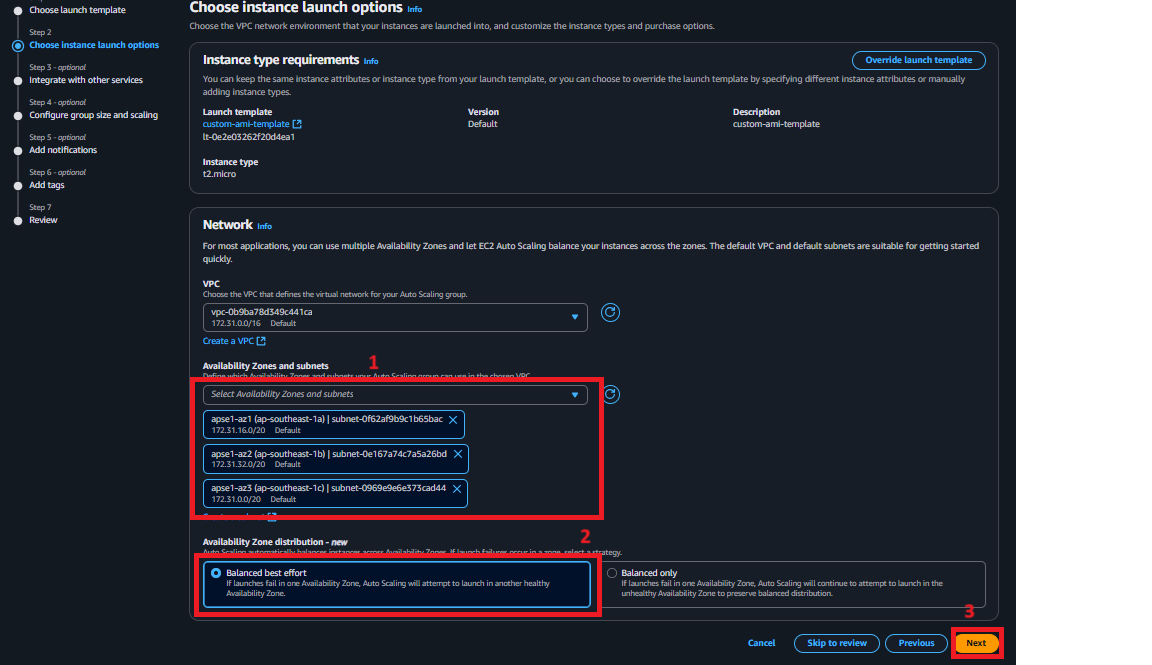 Choose launch template
Step 2
Choose instance launch options
Step 3 - optional
Integrate with other services
Step 4 - optional
Configure group size and scaling
Step 5 - optional
Add notifications
Step 6 - optional
Add tags
Step 7
Review
Choose instance launch options Info
Choose the VPC network environment that your instances are launched into, and customize the instance types and purchase options.
Instance type requirements Info
Override launch template
You can keep the same instance attributes or instance type from your launch template, or you can choose to override the launch template by specifying different instance attributes or manually
adding instance types.
Launch template
custom-ami-template
lt-0e2e03262f20d4ea1
Version
Default
Description
custom-ami-template
Instance type
t2.micro
Network Info
For most applications, you can use multiple Availability Zones and let EC2 Auto Scaling balance your instances across the zones. The default VPC and default subnets are suitable for getting started
quickly.
VPC
Choose the VPC that defines the virtual network for your Auto Scaling group.
vpc-0b9ba78d349c441ca
172.31.0.0/16 Default
Create a VPC
Availability Zones and subnets
1
Define which Availability Zones and subnets your Auto Scaling group can use in the chosen VPC.
Select Availability Zones and subnets
apse1-az1 (ap-southeast-1a) | subnet-0f62af9b9c1b65bac
172.31.16.0/20 Default
apse1-az2 (ap-southeast-1b) | subnet-0e167a74c7a5a26bd
172.31.32.0/20 Default
apse1-az3 (ap-southeast-1c) | subnet-0969e9e6e373cad44
172.31.0.0/20 Default
Availability Zone distribution - new
2
Auto Scaling automatically balances instances across Availability Zones. If launch failures occur in a zone, select a strategy.
Balanced best effort
If launches fail in one Availability Zone, Auto Scaling will attempt to launch in another healthy
Availability Zone.
Balanced only
If launches fail in one Availability Zone, Auto Scaling will continue to attempt to launch in the
unhealthy Availability Zone to preserve balanced distribution.
3
Cancel
Skip to review
Previous
Next